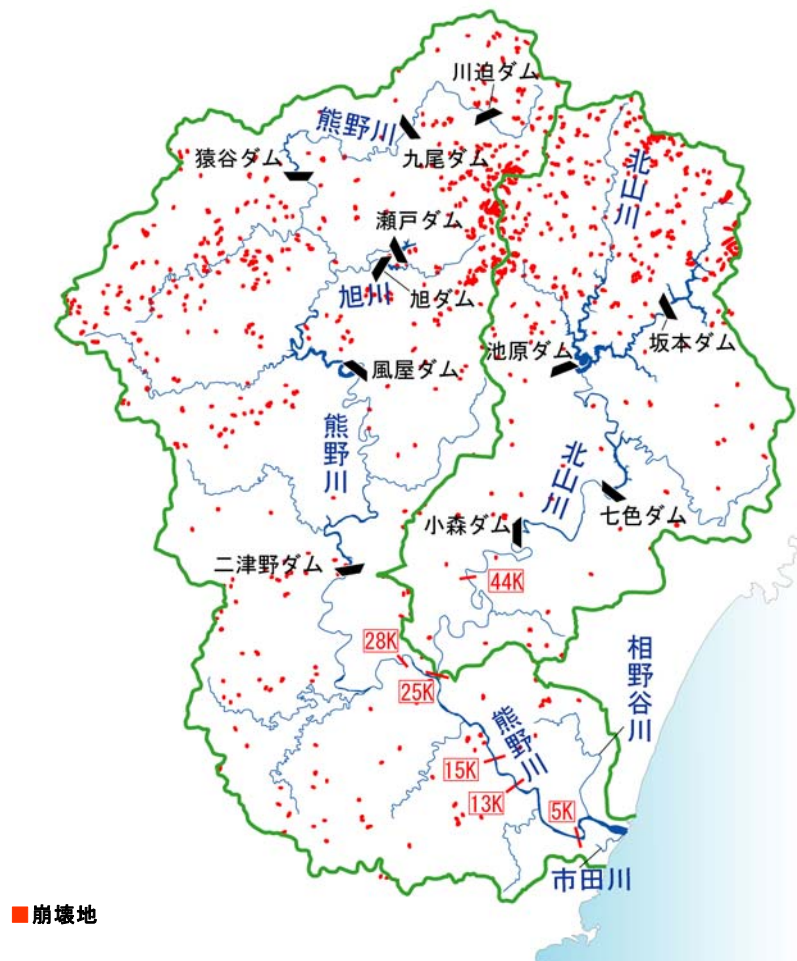 川迫ダム
熊野川
九尾ダム
猿谷ダム
北山川
瀬戸ダム
旭川
旭ダム
池原ダム
坂本ダム
風屋ダム
熊野川
北山川
七色ダム
小森ダム
二津野ダム
44K
28K
25K
相野谷川
熊野川
15K
13K
5K
市田川
崩壊地